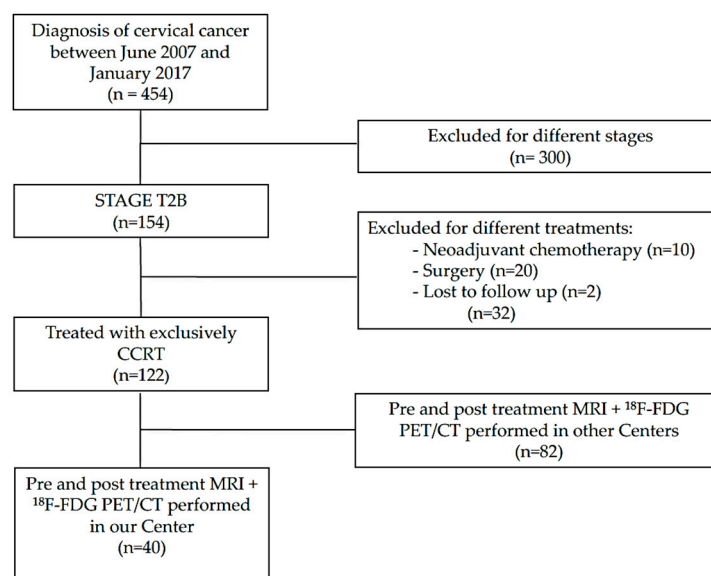 Diagnosis of cervical cancer
between June 2007 and
January 2017
(n = 454)
Excluded for different stages
(n= 300)
STAGE T2B
(n=154)
Excluded for different treatments:
- Neoadjuvant chemotherapy (n=10)
- Surgery (n=20)
- Lost to follow up (n=2)
(n=32)
Treated with exclusively
CCRT
(n=122)
Pre and post treatment MRI + ¹⁸F-FDG
PET/CT performed in other Centers
(n=82)
Pre and post treatment MRI +
¹⁸F-FDG PET/CT performed
in our Center
(n=40)